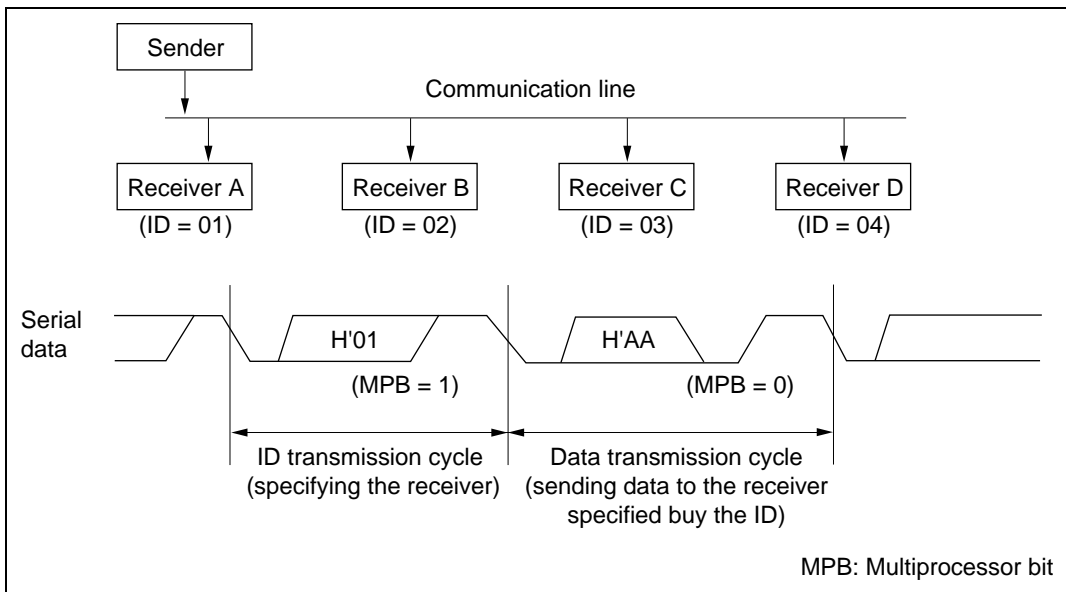 Sender
Communication line
Receiver A
Receiver B
Receiver C
Receiver D
(ID = 01)
(ID = 02)
(ID = 03)
(ID = 04)
Serial
data
H'01
H'AA
(MPB = 1)
(MPB = 0)
ID transmission cycle
(specifying the receiver)
Data transmission cycle
(sending data to the receiver
specified buy the ID)
MPB: Multiprocessor bit